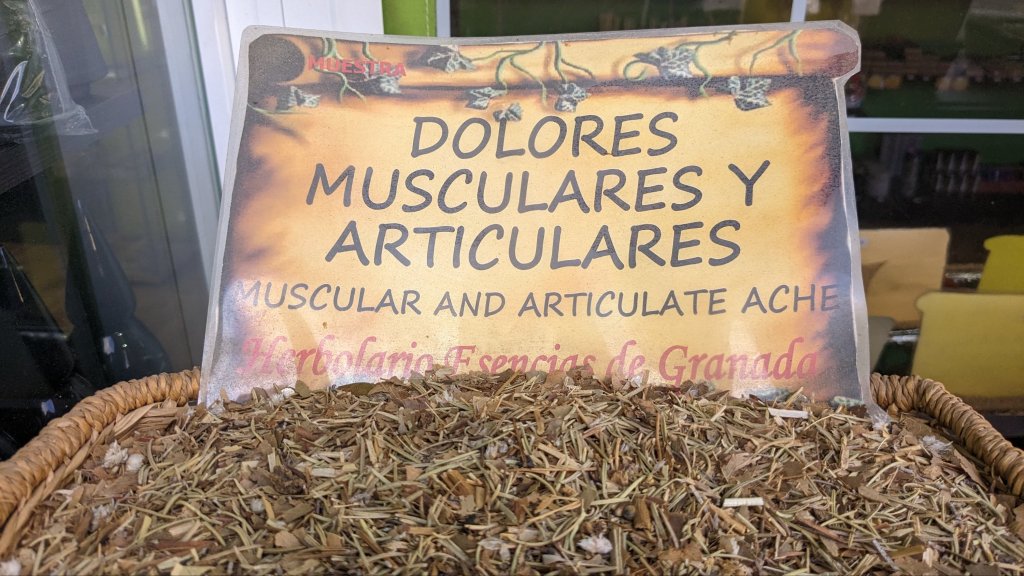 MUESTRA
DOLORES
MUSCULARES Y
ARTICULARES
MUSCULAR AND ARTICULATE ACHE
Herbolario Esencias de Granada